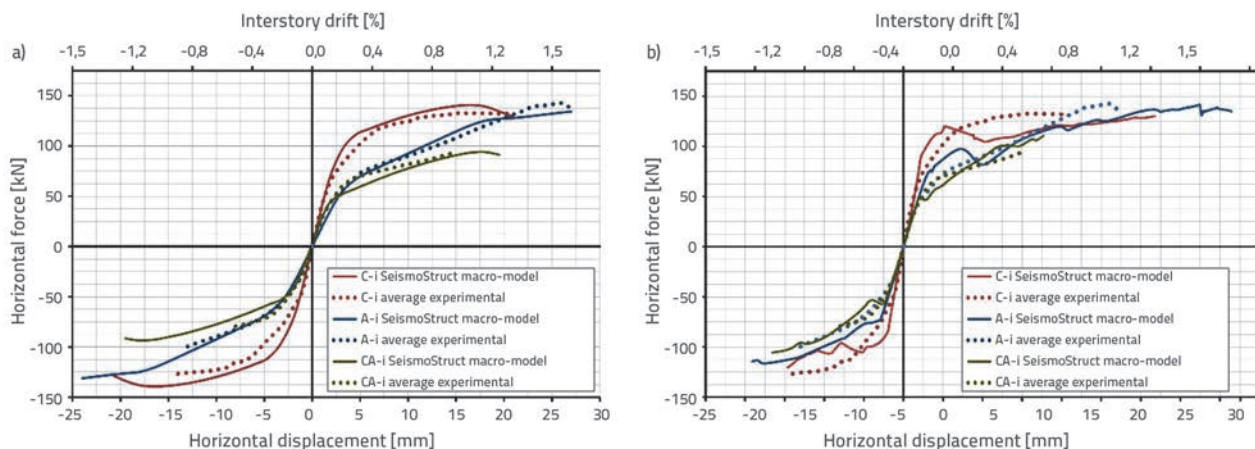 Interstory drift [%]
a)
-1,5 -1,2 -0,8 -0,4 0,0 0,4 0,8 1,2 1,5
Horizontal force [kN]
150
100
50
0
-50
-100
-150
C-i SeismoStruct macro-model
C-i average experimental
A-i SeismoStruct macro-model
A-i average experimental
CA-i SeismoStruct macro-model
CA-i average experimental
-25 -20 -15 -10 -5 0 5 10 15 20 25 30
Horizontal displacement [mm]
Interstory drift [%]
b)
-1,5 -1,2 -0,8 -0,4 0,0 0,4 0,8 1,2 1,5
Horizontal force [kN]
150
100
50
0
-50
-100
-150
C-i SeismoStruct macro-model
C-i average experimental
A-i SeismoStruct macro-model
A-i average experimental
CA-i SeismoStruct macro-model
CA-i average experimental
-25 -20 -15 -10 -5 0 5 10 15 20 25 30
Horizontal displacement [mm]